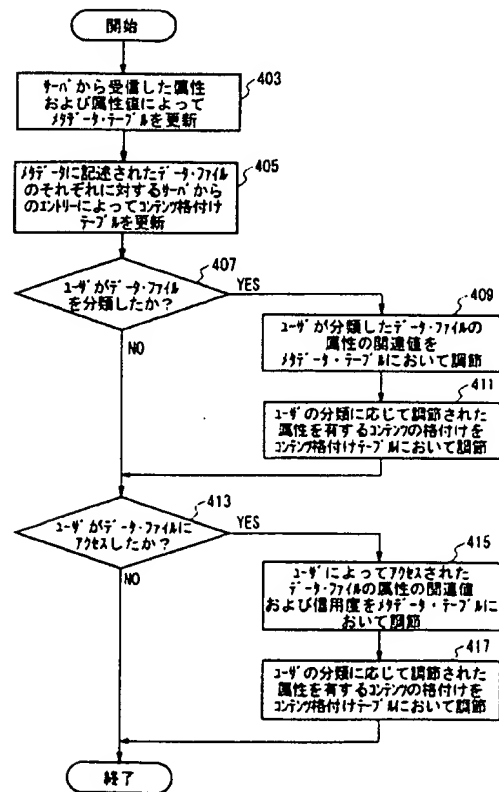 開始
403
ｻｰﾊﾞから受信した属性
および属性値によって
ﾒﾀﾃﾞｰﾀ･ﾃｰﾌﾞﾙを更新
405
ﾒﾀﾃﾞｰﾀに記述されたﾃﾞｰﾀ･ﾌｧｲﾙ
のそれぞれに対するｻｰﾊﾞから
のｴﾝﾄﾘｰによってｺﾝﾃﾝﾂ格付け
ﾃｰﾌﾞﾙを更新
407
ﾕｰｻﾞがﾃﾞｰﾀ･ﾌｧｲﾙ
を分類したか？
YES
NO
409
ﾕｰｻﾞが分類したﾃﾞｰﾀ･ﾌｧｲﾙの
属性の関連値を
ﾒﾀﾃﾞｰﾀ･ﾃｰﾌﾞﾙにおいて調節
411
ﾕｰｻﾞの分類に応じて調節された
属性を有するｺﾝﾃﾝﾂの格付けを
ｺﾝﾃﾝﾂ格付けﾃｰﾌﾞﾙにおいて調節
413
ﾕｰｻﾞがﾃﾞｰﾀ･ﾌｧｲﾙに
ｱｸｾｽしたか？
YES
NO
415
ﾕｰｻﾞによってｱｸｾｽされた
ﾃﾞｰﾀ･ﾌｧｲﾙの属性の関連値
および信用度をﾒﾀﾃﾞｰﾀ･ﾃｰﾌﾞﾙに
おいて調節
417
ﾕｰｻﾞの分類に応じて調節された
属性を有するｺﾝﾃﾝﾂの格付けを
ｺﾝﾃﾝﾂ格付けﾃｰﾌﾞﾙにおいて調節
終了